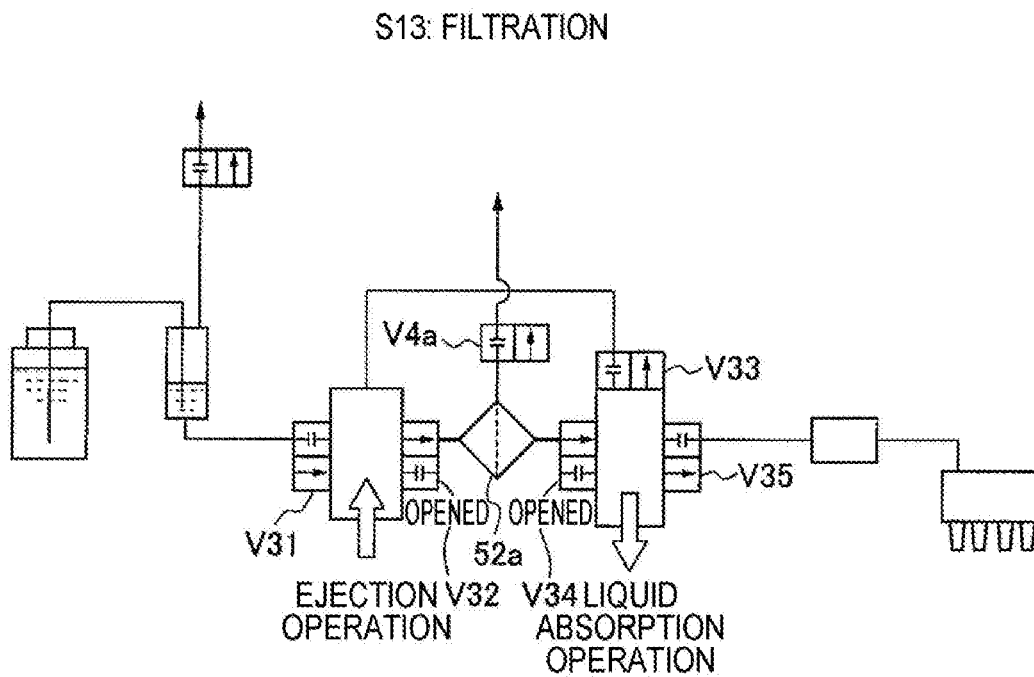 S13: FILTRATION
V4a
V33
V35
OPENED OPENED
V31
52a
EJECTION V32 V34 LIQUID
OPERATION ABSORPTION
OPERATION